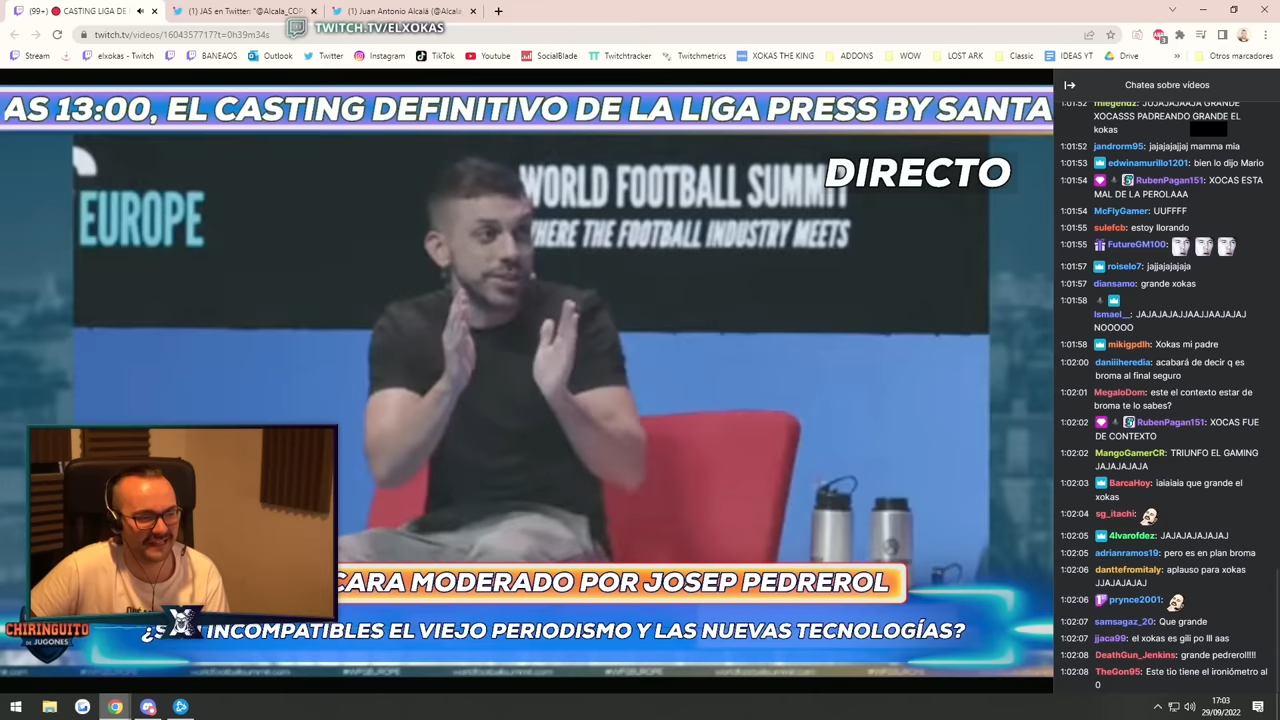 (99+) 🔴 CASTING LIGA DE
JAS en Twitter: "@Alcala_COP
Juan Antonio Alcalá (@Alcala_
TWITCH.TV/ELXOKAS
twitch.tv/videos/1604357717?t=0h39m34s
Stream
elxokas - Twitch
BANEAOS
Outlook
Twitter
Instagram
TikTok
Youtube
SocialBlade
Twitchtracker
Twitchmetrics
XOKAS THE KING
ADDONS
WOW
LOST ARK
Classic
IDEAS YT
Drive
»
Otros marcadores
AS 13:00, EL CASTING DEFINITIVO DE LA LIGA PRESS BY SANTA
DIRECTO
EUROPE
WORLD FOOTBALL SUMMIT
WHERE THE FOOTBALL INDUSTRY MEETS
CARA MODERADO POR JOSEP PEDREROL
INCOMPATIBLES EL VIEJO PERIODISMO Y LAS NUEVAS TECNOLOGÍAS?
CHIRINGUITO
DE JUGONES
Chatea sobre vídeos
1:01:52
XOCASSS PADREANDO GRANDE EL
kokas
1:01:52 jandrorm95: jajajajajjaj mamma mia
1:01:53 edwinamurillo1201: bien lo dijo Mario
1:01:54 RubenPagan151: XOCAS ESTA
MAL DE LA PEROLAAA
1:01:54 McFlyGamer: UUFFFF
1:01:55 sulefcb: estoy llorando
1:01:55 FutureGM100:
1:01:57 roiselo7: jajjajajajaja
1:01:57 diansamo: grande xokas
1:01:58
Ismael__: JAJAJAJAJJAAJJAAJAJAJ
NOOOOO
1:01:58 mikigpdlh: Xokas mi padre
1:02:00 daniiiheredia: acabará de decir q es
broma al final seguro
1:02:01 MegaloDom: este el contexto estar de
broma te lo sabes?
1:02:02 RubenPagan151: XOCAS FUE
DE CONTEXTO
1:02:02 MangoGamerCR: TRIUNFO EL GAMING
JAJAJAJAJA
1:02:03 BarcaHoy: iaiaiaia que grande el
xokas
1:02:04 sg_itachi:
1:02:05 4lvarofdez: JAJAJAJAJAJAJ
1:02:05 adrianramos19: pero es en plan broma
1:02:06 danttefromitaly: aplauso para xokas
JJAJAJAJAJ
1:02:06 prynce2001:
1:02:07 samsagaz_20: Que grande
1:02:07 jjaca99: el xokas es gili po lll aas
1:02:08 DeathGun_Jenkins: grande pedrerol!!!!
1:02:08 TheGon95: Este tio tiene el ironiómetro al
0
17:03
29/09/2022